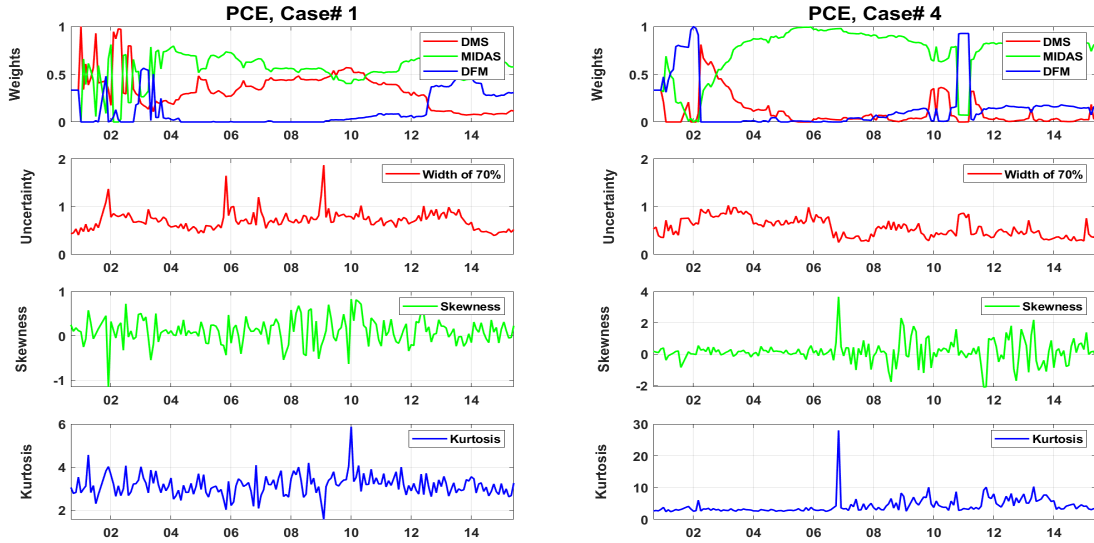 PCE, Case# 1
Weights
1
0.5
0
DMS
MIDAS
DFM
02 04 06 08 10 12 14
Uncertainty
2
1
0
Width of 70%
02 04 06 08 10 12 14
Skewness
1
0
-1
Skewness
02 04 06 08 10 12 14
Kurtosis
6
4
2
Kurtosis
02 04 06 08 10 12 14
PCE, Case# 4
Weights
1
0.5
0
DMS
MIDAS
DFM
02 04 06 08 10 12 14
Uncertainty
2
1
0
Width of 70%
02 04 06 08 10 12 14
Skewness
4
2
0
-2
Skewness
02 04 06 08 10 12 14
Kurtosis
30
20
10
0
Kurtosis
02 04 06 08 10 12 14